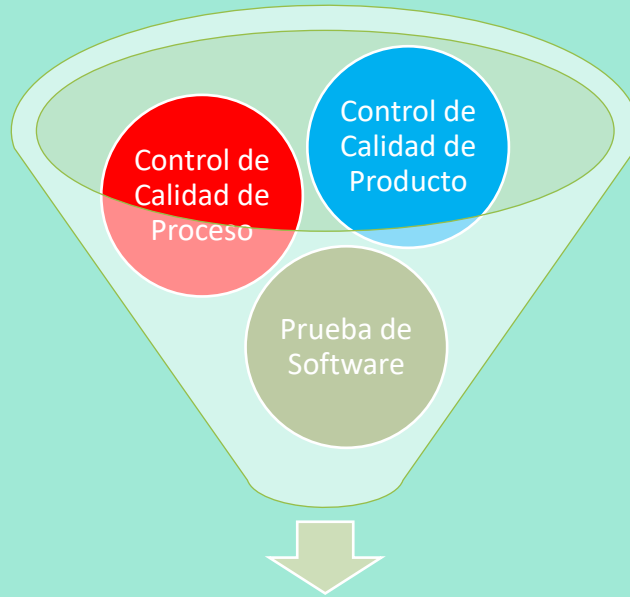 Control de
Calidad de
Proceso
Control de
Calidad de
Producto
Prueba de
Software